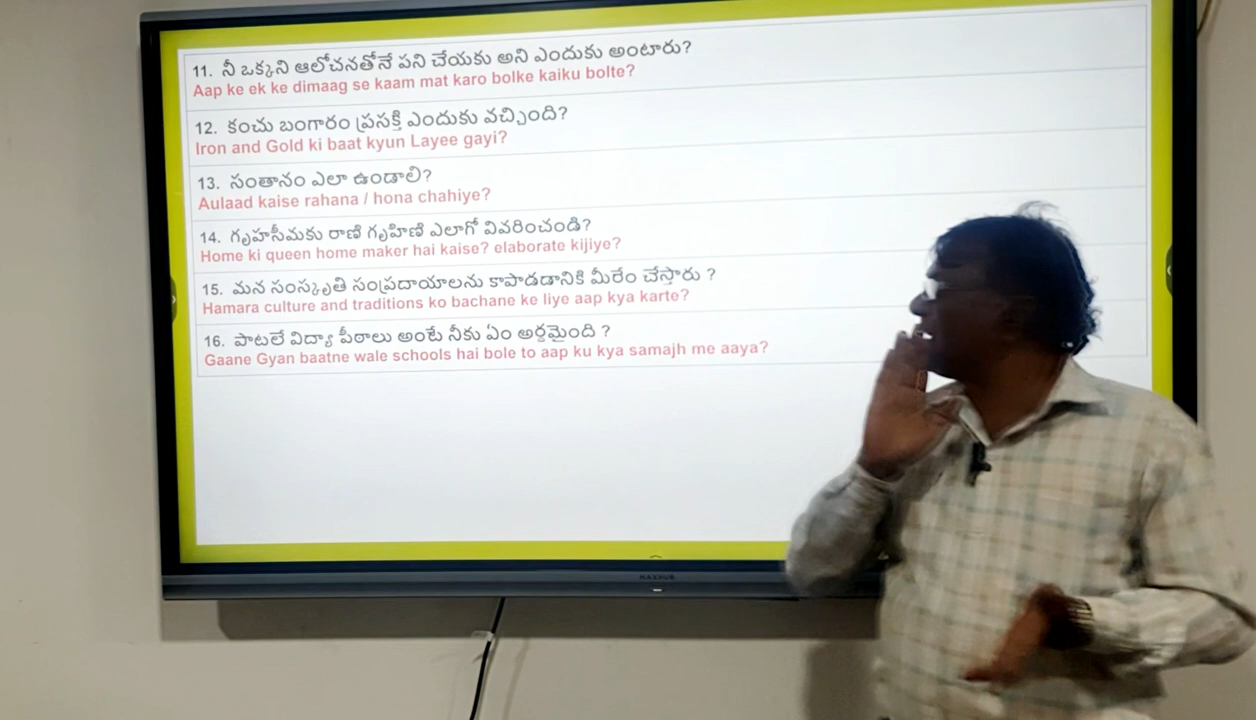 11. నీ ఒక్కని ఆలోచనతోనే పని చేయకు అని ఎందుకు అంటారు?
Aap ke ek ke dimaag se kaam mat karo bolke kaiku bolte?
12. కంచు బంగారం ప్రసక్తి ఎందుకు వచ్చింది?
Iron and Gold ki baat kyun Layee gayi?
13. సంతానం ఎలా ఉండాలి?
Aulaad kaise rahana / hona chahiye?
14. గృహసీమకు రాణి గృహిణి ఎలాగో వివరించండి?
Home ki queen home maker hai kaise? elaborate kijiye?
15. మన సంస్కృతి సంప్రదాయాలను కాపాడడానికి మీరేం చేస్తారు ?
Hamara culture and traditions ko bachane ke liye aap kya karte?
16. పాటలే విద్యా పీఠాలు అంటే నీకు ఏం అర్థమైంది ?
Gaane Gyan baatne wale schools hai bole to aap ku kya samajh me aaya?
MAXHUB